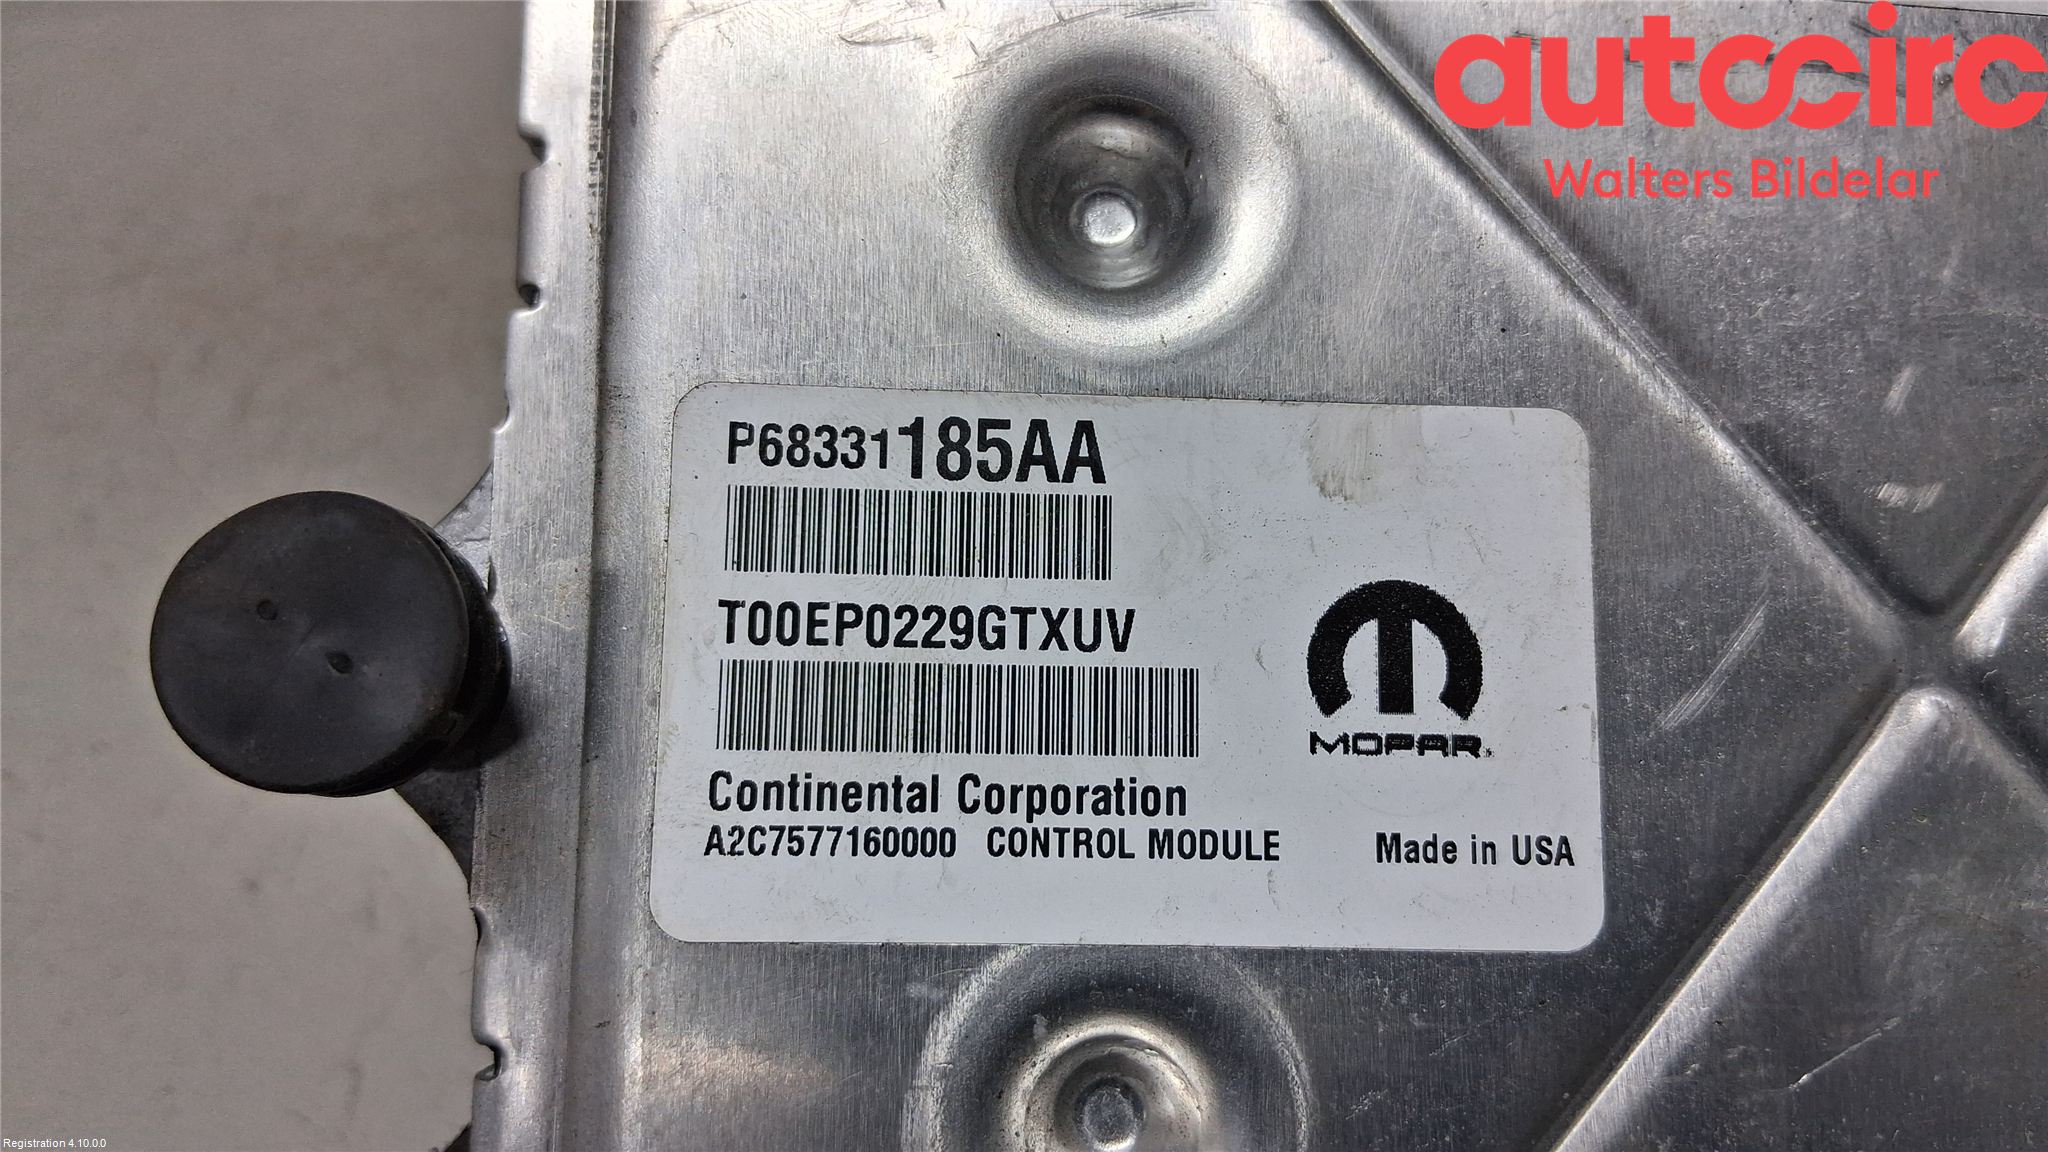 autocirc
Walters Bildelar
P68331185AA
T00EP0229GTXUV
MOPAR
Continental Corporation
A2C7577160000 CONTROL MODULE Made in USA
Registration 4.10.0.0